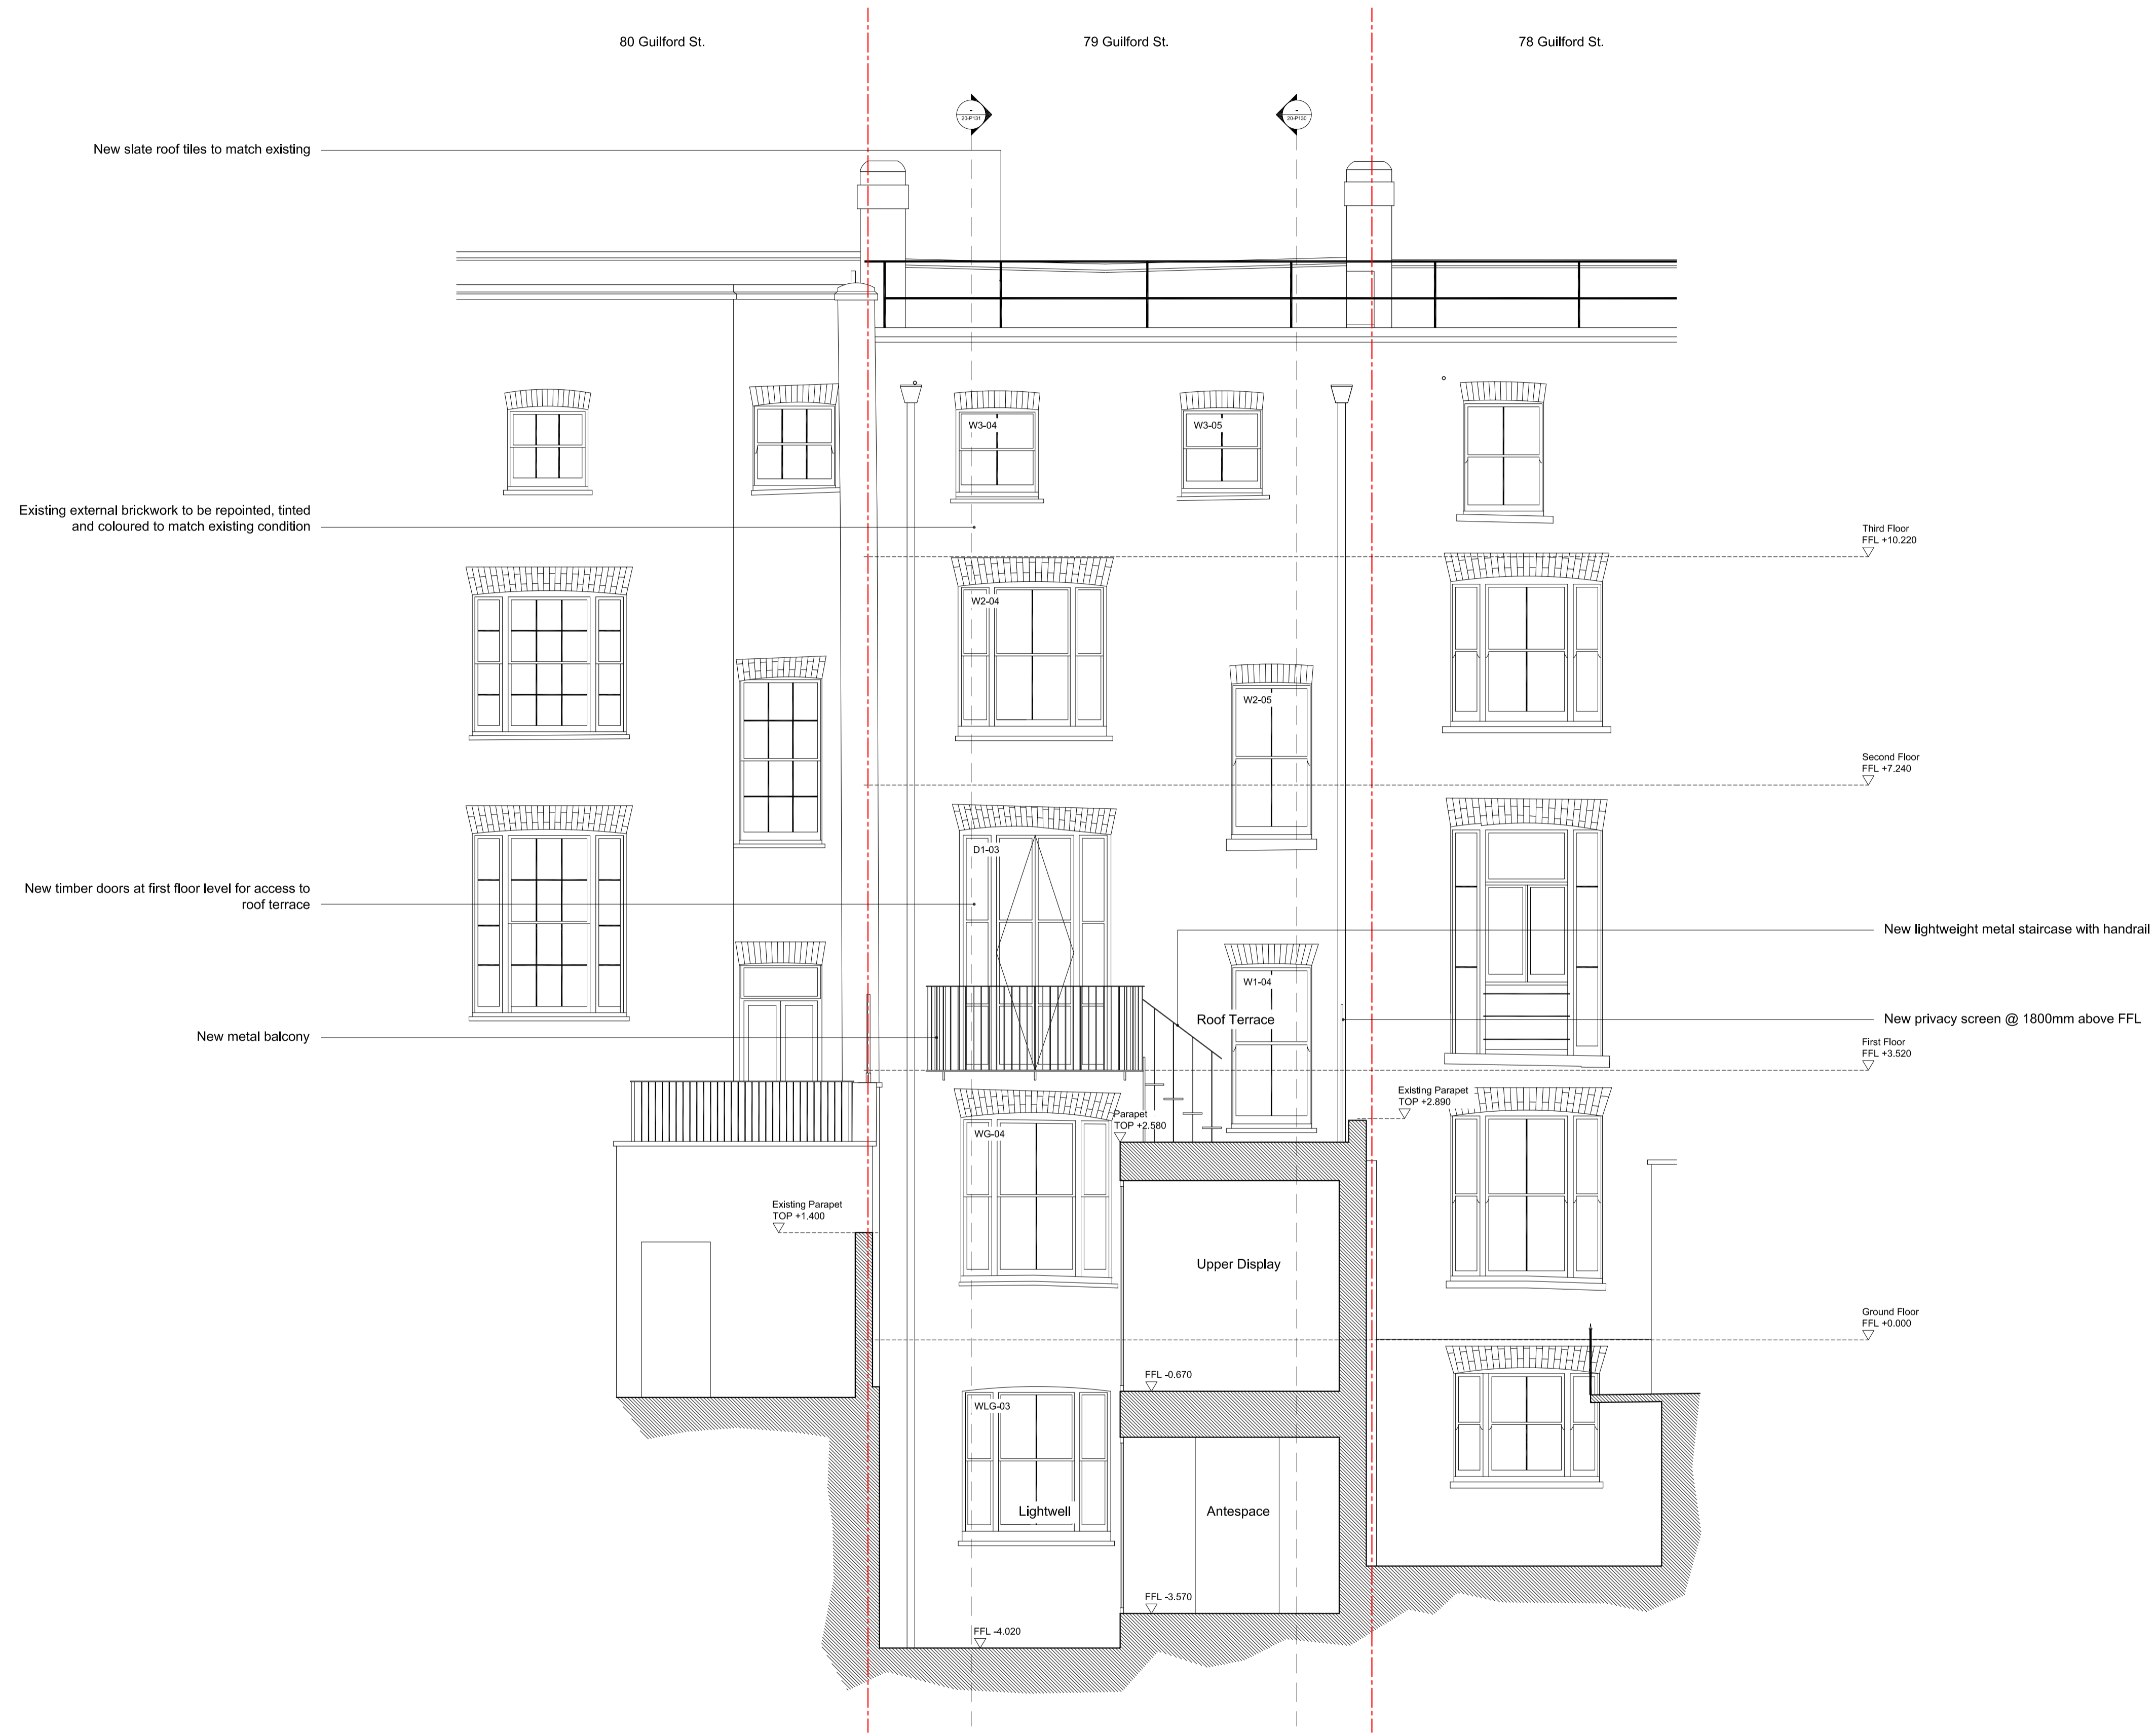 80 Guilford St.
79 Guilford St.
78 Guilford St.
-
20-P131
-
20-P130
New slate roof tiles to match existing
W3-04
W3-05
Existing external brickwork to be repointed, tinted
and coloured to match existing condition
Third Floor
FFL +10.220
W2-04
W2-05
Second Floor
FFL +7.240
D1-03
New timber doors at first floor level for access to
roof terrace
New lightweight metal staircase with handrail
W1-04
Roof Terrace
New privacy screen @ 1800mm above FFL
New metal balcony
First Floor
FFL +3.520
Existing Parapet
TOP +2.890
Parapet
TOP +2.580
WG-04
Existing Parapet
TOP +1.400
Upper Display
Ground Floor
FFL +0.000
FFL -0.670
WLG-03
Lightwell
Antespace
FFL -3.570
FFL -4.020